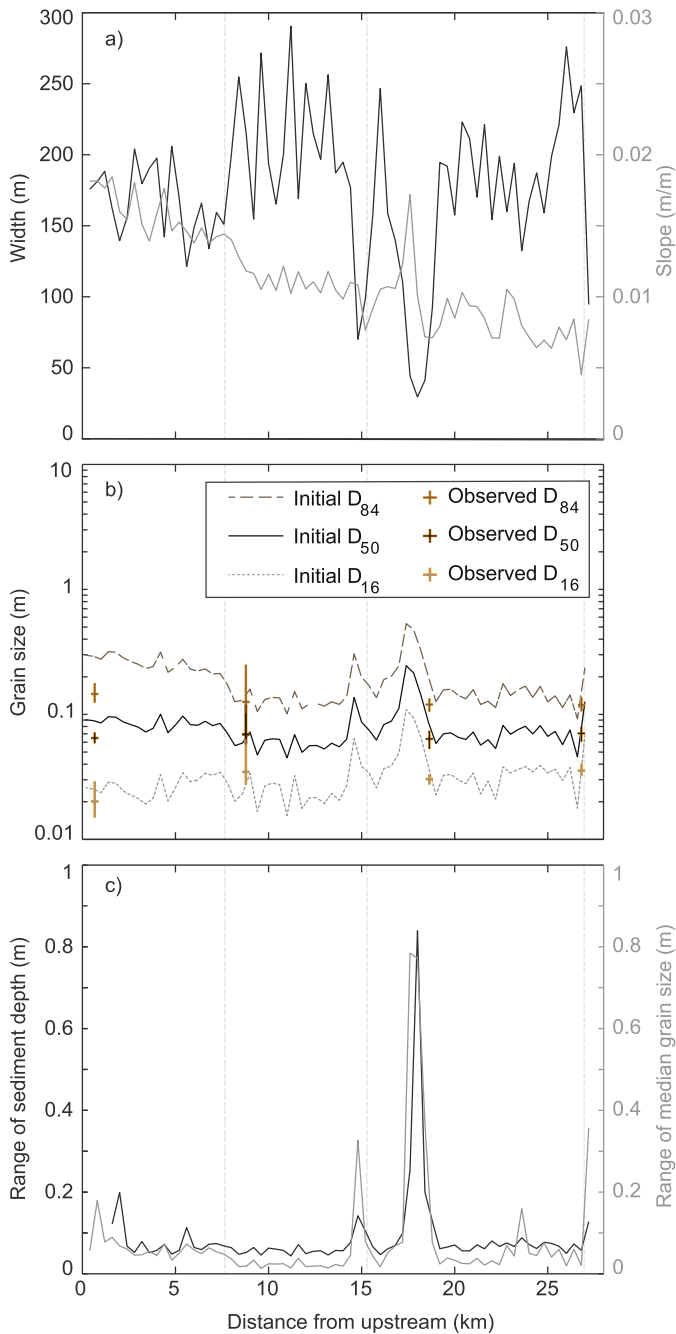 a)
300
250
200
150
100
50
0
Width (m)
0.03
0.02
0.01
0
Slope (m/m)
b)
10
1
0.1
0.01
Grain size (m)
Initial D84
Initial D50
Initial D16
Observed D84
Observed D50
Observed D16
c)
1
0.8
0.6
0.4
0.2
0
Range of sediment depth (m)
1
0.8
0.6
0.4
0.2
0
Range of median grain size (m)
0 5 10 15 20 25
Distance from upstream (km)